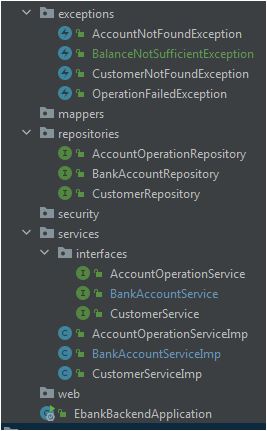 exceptions
AccountNotFoundException
BalanceNotSufficientException
CustomerNotFoundException
OperationFailedException
mappers
repositories
AccountOperationRepository
BankAccountRepository
CustomerRepository
security
services
interfaces
AccountOperationService
BankAccountService
CustomerService
AccountOperationServiceImp
BankAccountServiceImp
CustomerServiceImp
web
EbankBackendApplication